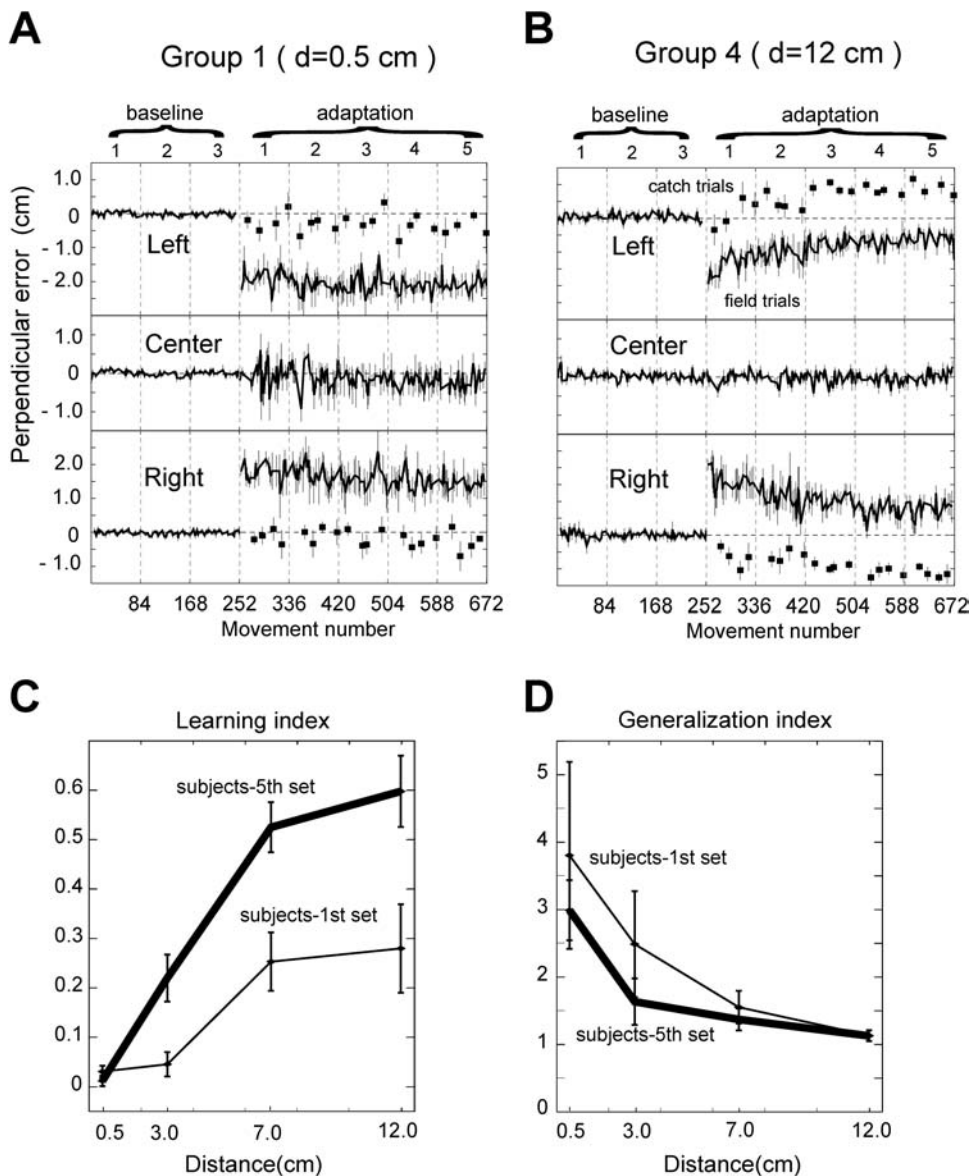 A
Group 1 ( d=0.5 cm )
baseline
adaptation
1 2 3 1 2 3 4 5
Perpendicular error (cm)
1.0
0
- 1.0
- 2.0
Left
1.0
0
- 1.0
Center
2.0
1.0
0
- 1.0
Right
84 168 252 336 420 504 588 672
Movement number
B
Group 4 ( d=12 cm )
baseline
adaptation
1 2 3 1 2 3 4 5
catch trials
Left
field trials
Center
Right
84 168 252 336 420 504 588 672
Movement number
C
Learning index
0.6
0.5
0.4
0.3
0.2
0.1
0
subjects-5th set
subjects-1st set
0.5 3.0 7.0 12.0
Distance(cm)
D
Generalization index
5
4
3
2
1
0
subjects-1st set
subjects-5th set
0.5 3.0 7.0 12.0
Distance(cm)